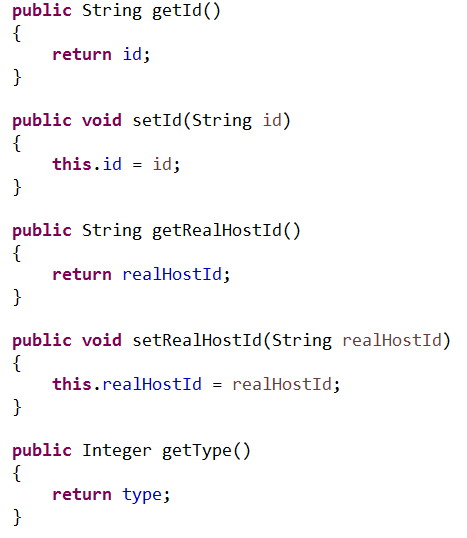 public String getId()
{
    return id;
}

public void setId(String id)
{
    this.id = id;
}

public String getRealHostId()
{
    return realHostId;
}

public void setRealHostId(String realHostId)
{
    this.realHostId = realHostId;
}

public Integer getType()
{
    return type;
}